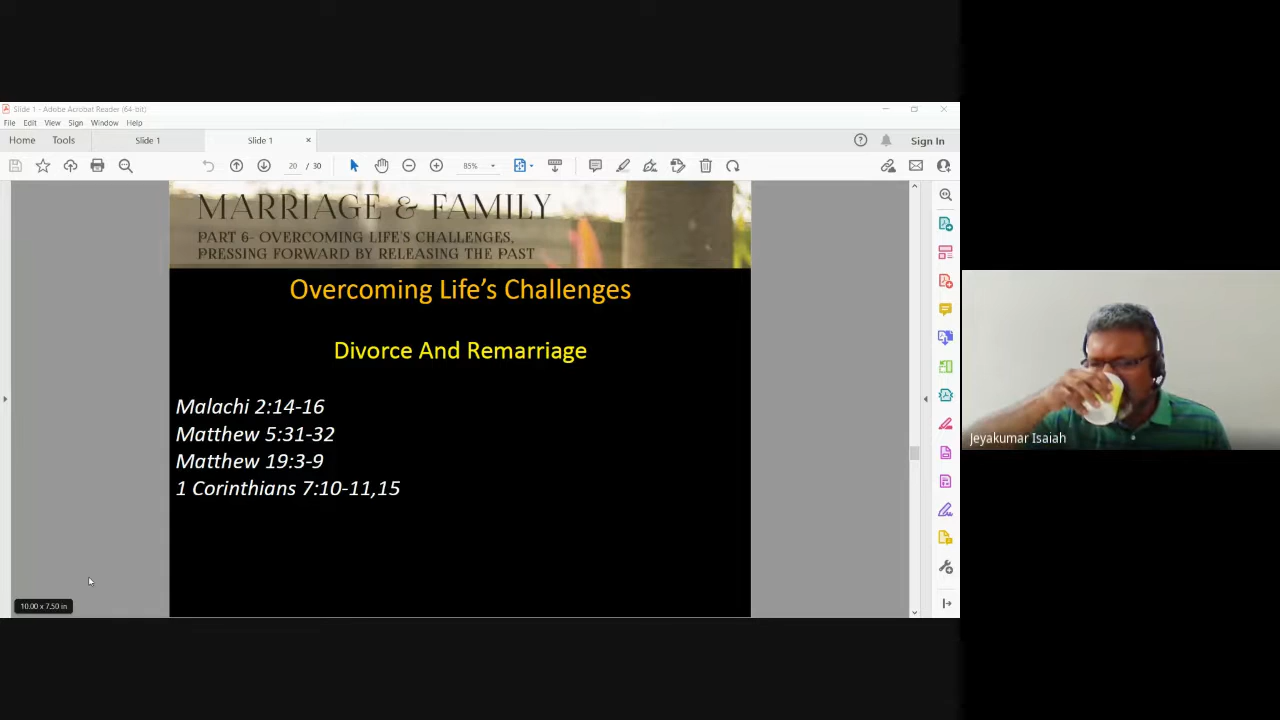 Slide 1 - Adobe Acrobat Reader (64-bit)
File Edit View Sign Window Help
Home Tools Slide 1 Slide 1 × Sign In
20 / 30 85%
MARRIAGE & FAMILY
PART 6- OVERCOMING LIFE'S CHALLENGES,
PRESSING FORWARD BY RELEASING THE PAST
Overcoming Life's Challenges
Divorce And Remarriage
Malachi 2:14-16
Matthew 5:31-32
Matthew 19:3-9
1 Corinthians 7:10-11,15
10.00 x 7.50 in
Jeyakumar Isaiah